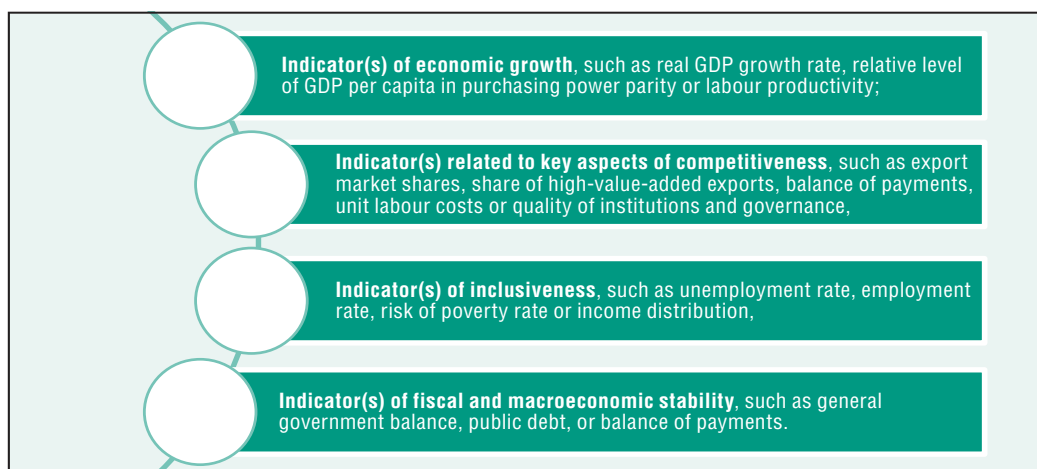 Indicator(s) of economic growth, such as real GDP growth rate, relative level
of GDP per capita in purchasing power parity or labour productivity;
Indicator(s) related to key aspects of competitiveness, such as export
market shares, share of high-value-added exports, balance of payments,
unit labour costs or quality of institutions and governance,
Indicator(s) of inclusiveness, such as unemployment rate, employment
rate, risk of poverty rate or income distribution,
Indicator(s) of fiscal and macroeconomic stability, such as general
government balance, public debt, or balance of payments.